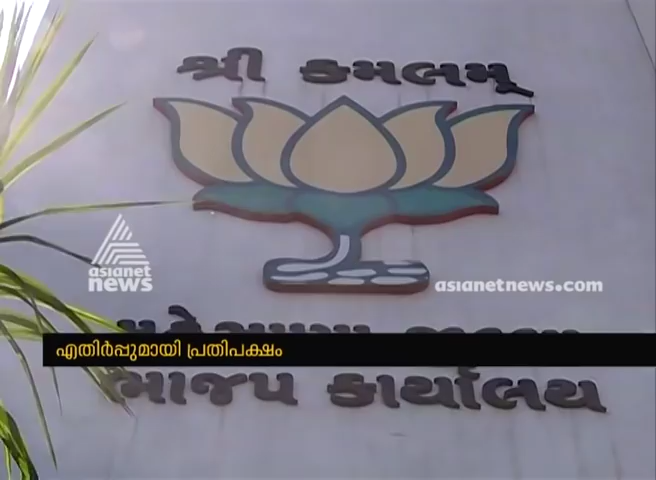 શ્રી કમલમ્
asianet
news
asianetnews.com
എതിർപ്പുമായി പ്രതിപക്ഷം
ભાજપ કાર્યાલય